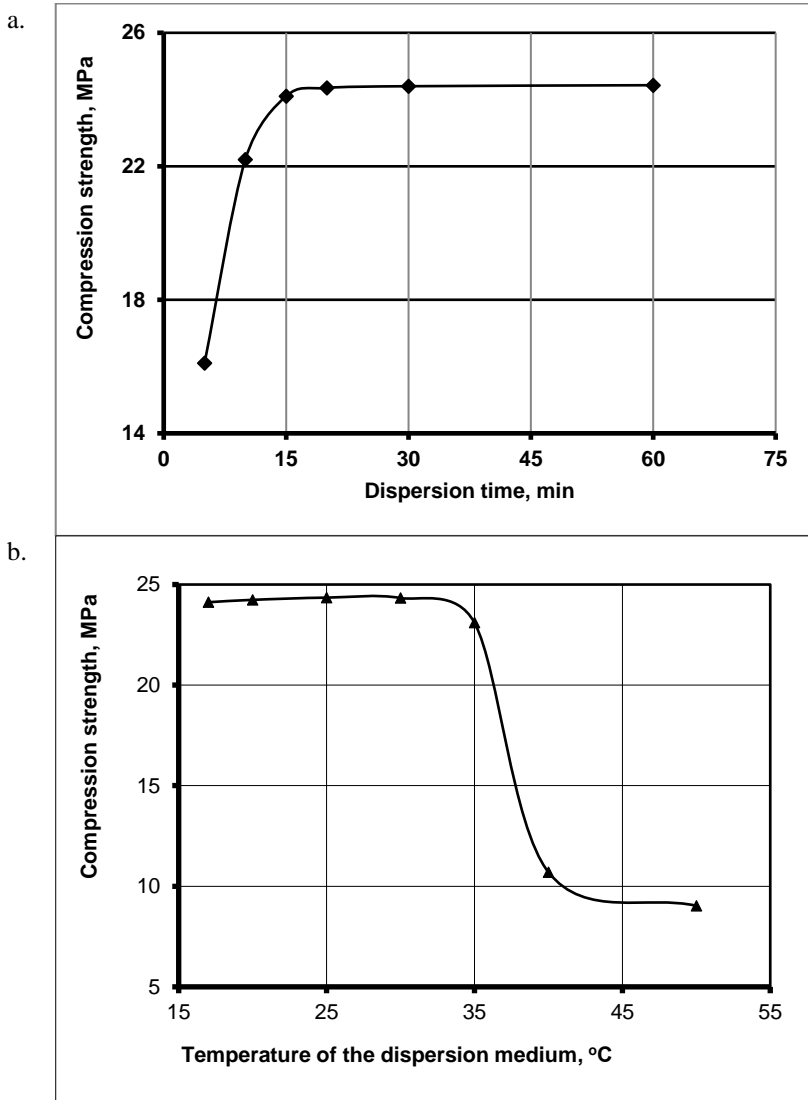 a.
Compression strength, MPa
26
22
18
14
0 15 30 45 60 75
Dispersion time, min
b.
Compression strength, MPa
25
20
15
10
5
15 25 35 45 55
Temperature of the dispersion medium, ºC